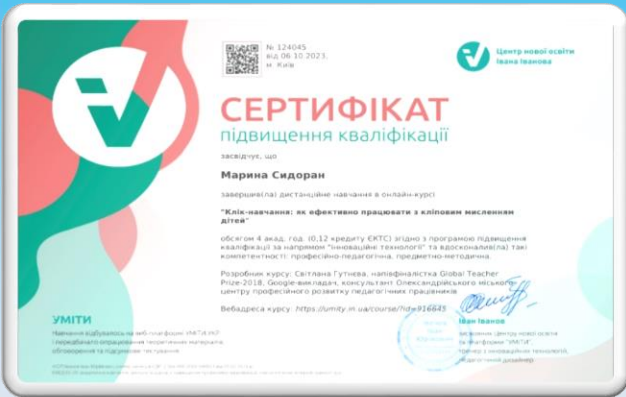 № 124045
від 06.10.2023,
м. Київ
Центр нової освіти
Івана Іванова
СЕРТИФІКАТ
підвищення кваліфікації
засвідчує, що
Марина Сидоран
завершив(ла) дистанційне навчання в онлайн-курсі
"Клік-навчання: як ефективно працювати з кліповим мисленням
дітей"
обсягом 4 акад. год. (0,12 кредиту ЄКТС) згідно з програмою підвищення
кваліфікації за напрямом "Інноваційні технології" та вдосконалив(ла) такі
компетентності: професійно-педагогічна, предметно-методична.
Розробник курсу: Світлана Гутнєва, напівфіналістка Global Teacher
Prize-2018, Google-викладач, консультант Олександрійського міського
центру професійного розвитку педагогічних працівників
Вебадреса курсу: https://umity.in.ua/course/?id=916645
УМІТИ
Навчання відбувалось на веб-платформі УМІТИ
і передбачало опрацювання теоретичних матеріалів,
обговорення та підсумкове тестування
Іван Іванов
Центру нової освіти
платформи "УМІТИ",
тренер з інноваційних технологій,
педагогічний дизайнер